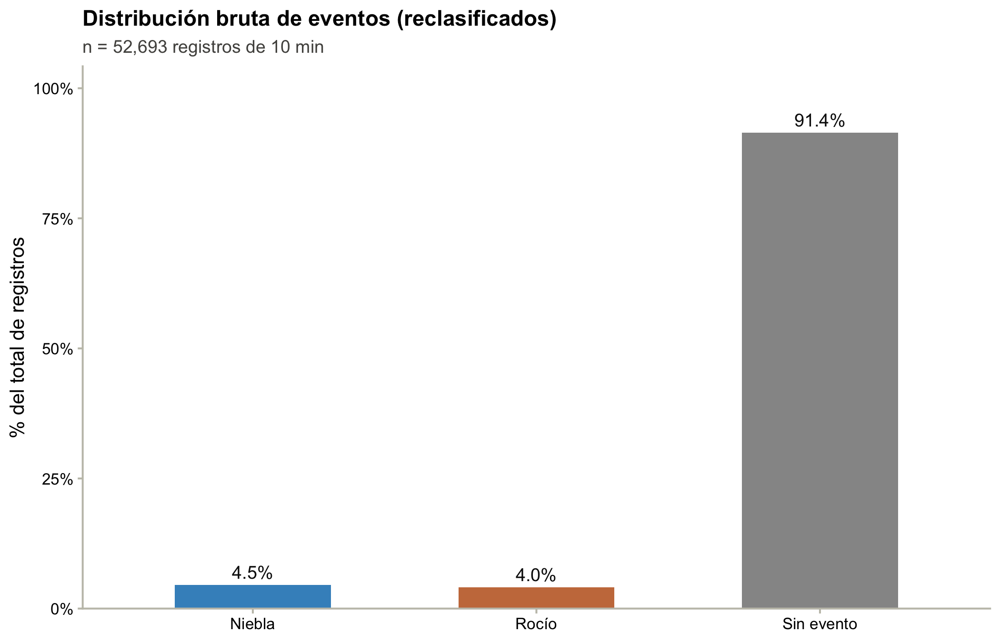 Distribución bruta de eventos (reclasificados)
n = 52,693 registros de 10 min
% del total de registros
100%
75%
50%
25%
0%
4.5%
4.0%
91.4%
Niebla
Rocío
Sin evento